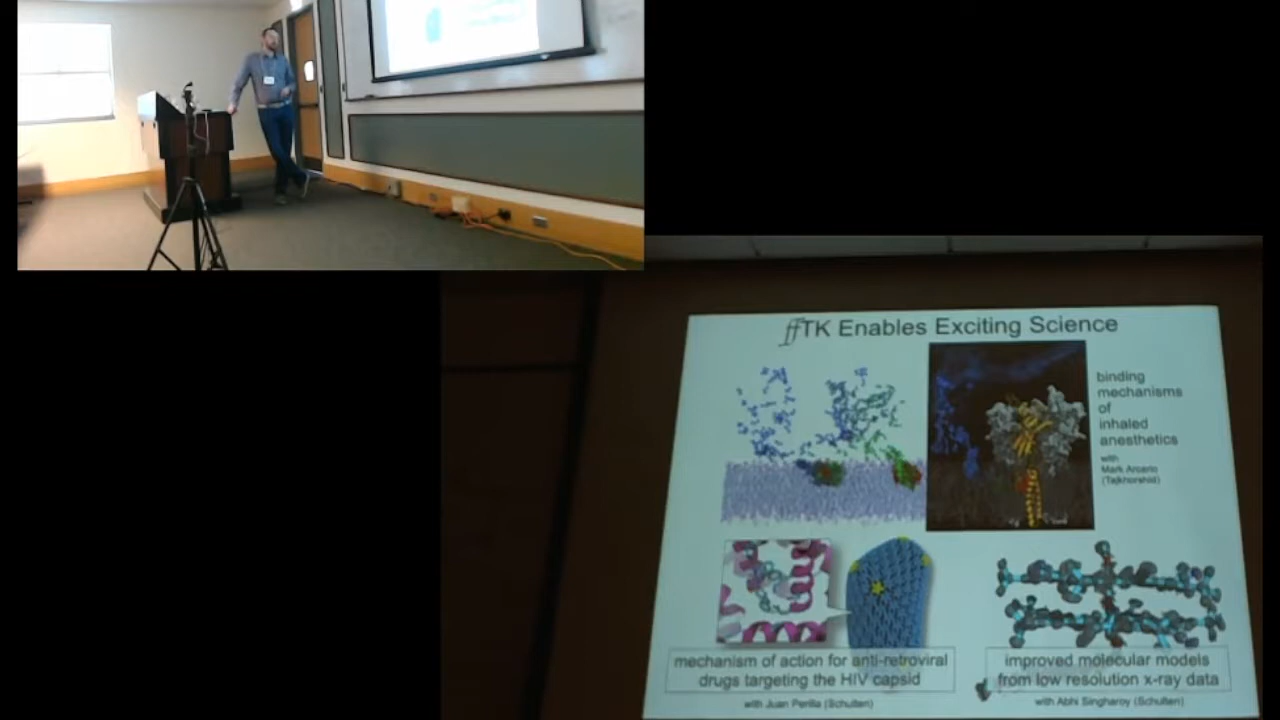 ffTK Enables Exciting Science
binding
mechanisms
of
inhaled
anesthetics
with
Mark Arcario
(Tajkhorshid)
mechanism of action for anti-retroviral
drugs targeting the HIV capsid
with Juan Perilla (Schulten)
improved molecular models
from low resolution x-ray data
with Abhi Singharoy (Schulten)